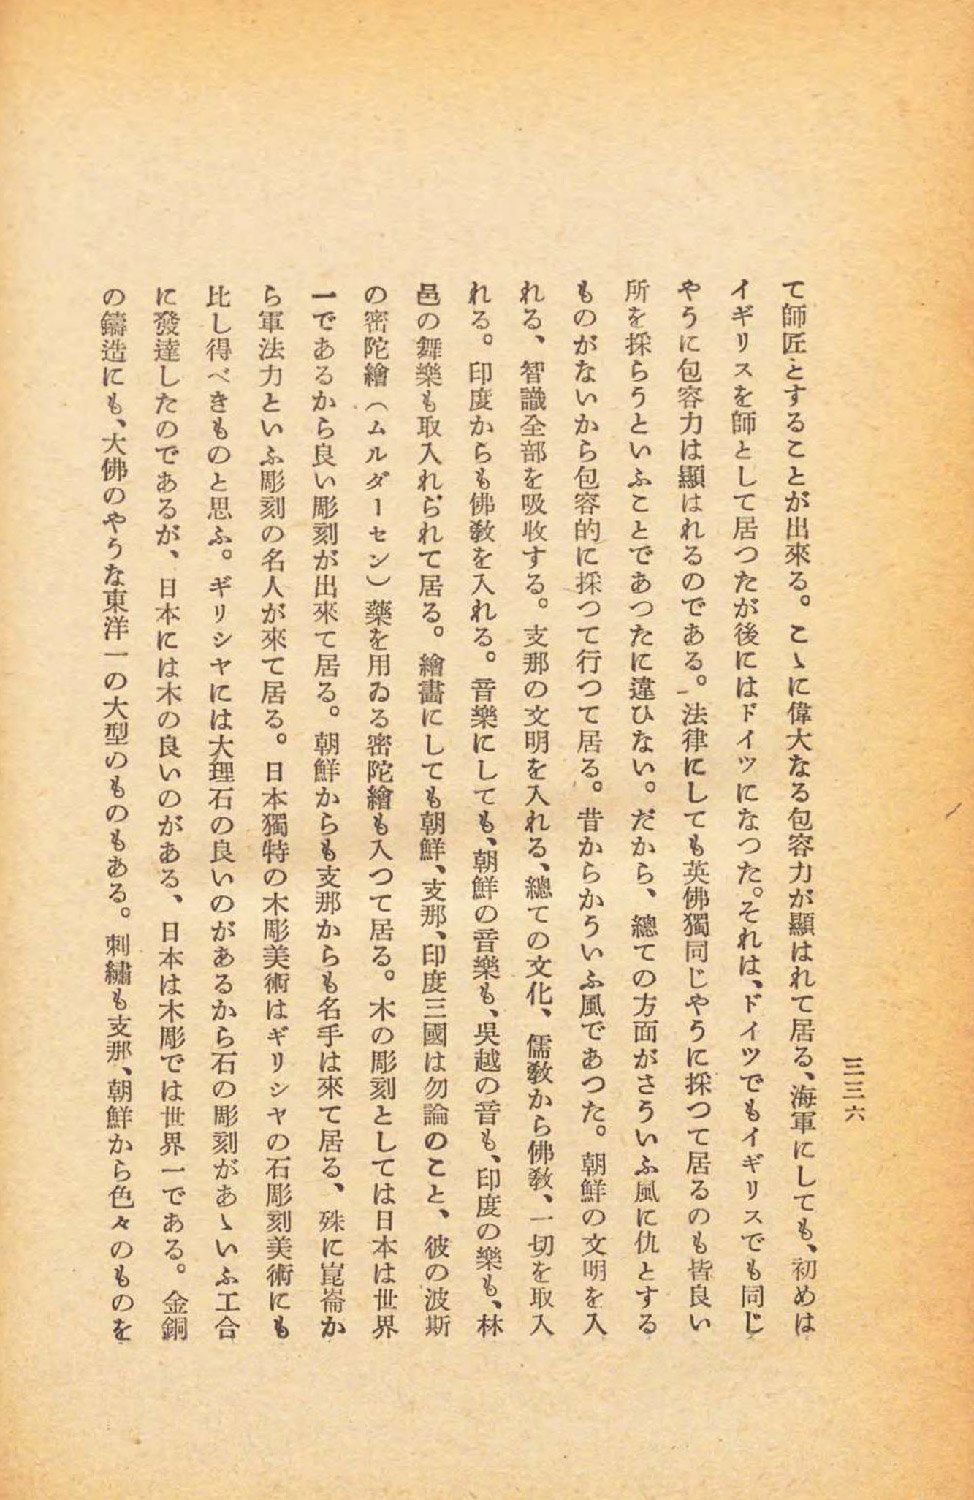 三三六
て師匠とすることが出來る。こゝに偉大なる包容力が顯はれて居る、海軍にしても、初めは
イギリスを師として居つたが後にはドイツになつた。それは、ドイツでもイギリスでも同じ
やうに包容力は顯はれるのである。法律にしても英佛獨同じやうに採つて居るのも皆良い
所を採らうといふことであつたに違ひない。だから、總ての方面がさういふ風に仇とする
ものがないから包容的に採つて行つて居る。昔からかういふ風であつた。朝鮮の文明を入
れる、智識全部を吸收する。支那の文明を入れる、總ての文化、儒敎から佛敎、一切を取入
れる。印度からも佛敎を入れる。音樂にしても、朝鮮の音樂も、吳越の音も、印度の樂も、林
邑の舞樂も取入れられて居る。繪畫にしても朝鮮、支那、印度三國は勿論のこと、彼の波斯
の密陀繪（ムルダーセン）藥を用ゐる密陀繪も入つて居る。木の彫刻としては日本は世界
一であるから良い彫刻が出來て居る。朝鮮からも支那からも名手は來て居る、殊に崑崙か
ら軍法力といふ彫刻の名人が來て居る。日本獨特の木彫美術はギリシヤの石彫刻美術にも
比し得べきものと思ふ。ギリシヤには大理石の良いのがあるから石の彫刻があゝいふ工合
に發達したのであるが、日本には木の良いのがある、日本は木彫では世界一である。金銅
の鑄造にも、大佛のやうな東洋一の大型のものもある。刺繡も支那、朝鮮から色々のものを